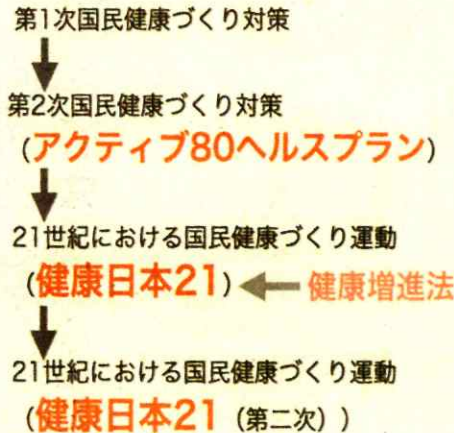 第1次国民健康づくり対策
第2次国民健康づくり対策
(アクティブ80ヘルスプラン)
21世紀における国民健康づくり運動
(健康日本21) 健康増進法
21世紀における国民健康づくり運動
(健康日本21 (第二次) )